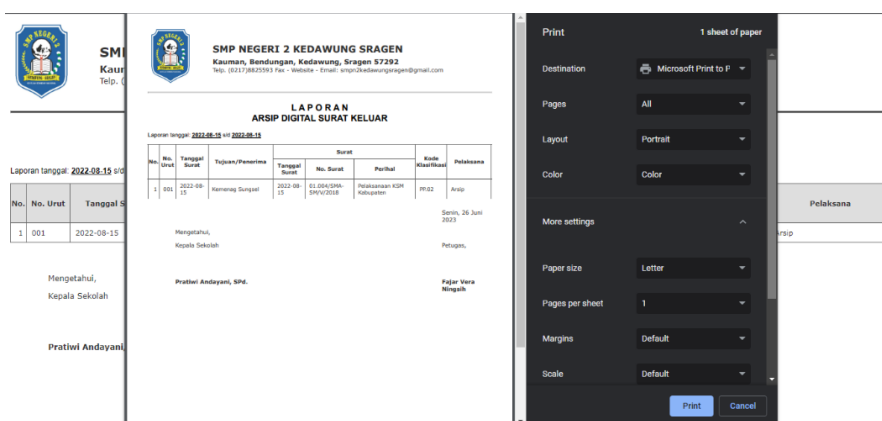 SMI
Kaur
Telp. (
Laporan tanggal: 2022-08-15 s/d
No. No. Urut Tanggal S
1 001 2022-08-15
Mengetahui,
Kepala Sekolah
Pratiwi Andayani,
SMP NEGERI 2 KEDAWUNG SRAGEN
Kauman, Bendungan, Kedawung, Sragen 57292
Telp. (0217)8825593 Fax - Website - Email: smpn2kedawungsragen@gmail.com
L A P O R A N
ARSIP DIGITAL SURAT KELUAR
Laporan tanggal: 2022-08-15 s/d 2022-08-15
Surat
No. No. Urut Tanggal Surat Tujuan/Penerima Tanggal Surat No. Surat Perihal Kode Klasifikasi Pelaksana
1 001 2022-08-15 Kemenag Sungsel 2022-08-15 01.004/SMA-SM/V/2018 Pelaksanaan KSM Kabupaten PP.02 Arsip
Senin, 26 Juni
2023
Mengetahui,
Kepala Sekolah Petugas,
Pratiwi Andayani, SPd. Fajar Vera
Ningsih
Print 1 sheet of paper
Destination Microsoft Print to P
Pages All
Layout Portrait
Color Color
More settings
Paper size Letter
Pages per sheet 1
Margins Default
Scale Default
Print Cancel
Pelaksana
Arsip